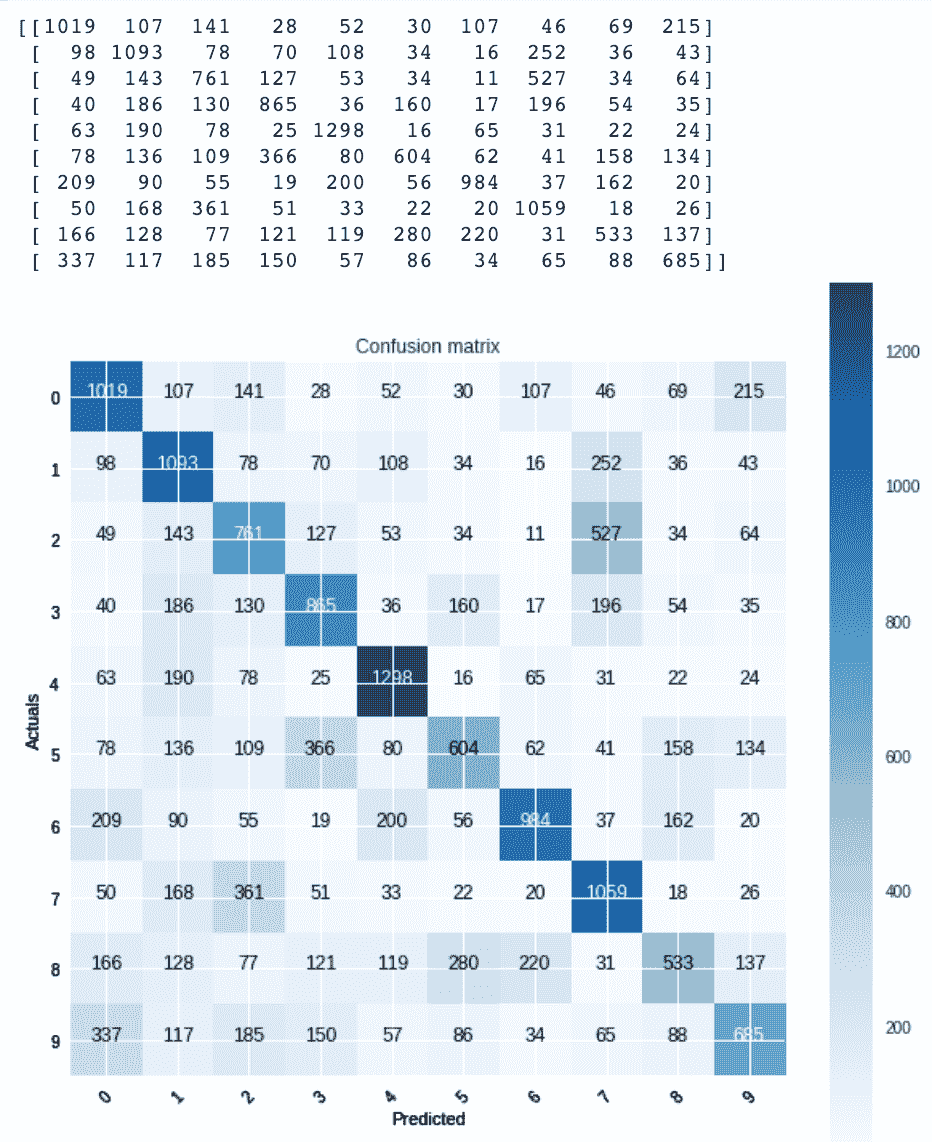 [[1019 107 141 28 52 30 107 46 69 215]
[ 98 1093 78 70 108 34 16 252 36 43]
[ 49 143 761 127 53 34 11 527 34 64]
[ 40 186 130 865 36 160 17 196 54 35]
[ 63 190 78 25 1298 16 65 31 22 24]
[ 78 136 109 366 80 604 62 41 158 134]
[ 209 90 55 19 200 56 984 37 162 20]
[ 50 168 361 51 33 22 20 1059 18 26]
[ 166 128 77 121 119 280 220 31 533 137]
[ 337 117 185 150 57 86 34 65 88 685]]
Confusion matrix
0 1019 107 141 28 52 30 107 46 69 215
1 98 1093 78 70 108 34 16 252 36 43
2 49 143 761 127 53 34 11 527 34 64
3 40 186 130 865 36 160 17 196 54 35
4 63 190 78 25 1298 16 65 31 22 24
5 78 136 109 366 80 604 62 41 158 134
6 209 90 55 19 200 56 984 37 162 20
7 50 168 361 51 33 22 20 1059 18 26
8 166 128 77 121 119 280 220 31 533 137
9 337 117 185 150 57 86 34 65 88 685
0 1 2 3 4 5 6 7 8 9
Predicted
Actuals
1200
1000
800
600
400
200